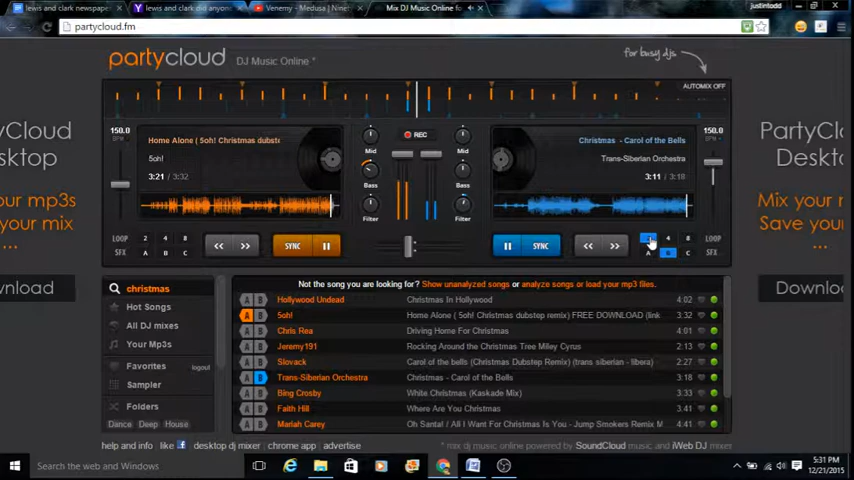 lewis and clark newspape
lewis and clark did anyon
Venemy - Medusa | Nine
Mix DJ Music Online fo
justintodd
partycloud.fm
partycloud
DJ Music Online *
for busy djs
AUTOMIX OFF
PartyCloud
Desktop
your mp3s
your mix
...
Download
150.0
BPM
Home Alone ( 5oh! Christmas dubst
5oh!
3:21 / 3:32
REC
Mid
Bass
Filter
Mid
Bass
Filter
Christmas - Carol of the Bells
Trans-Siberian Orchestra
3:11 / 3:18
150.0
BPM
LOOP
2 4 8
SFX
A B C
SYNC
SYNC
4 8
LOOP
A B C
SFX
christmas
Hot Songs
All DJ mixes
Your Mp3s
Favorites
logout
Sampler
Folders
Dance Deep House
Not the song you are looking for? Show unanalyzed songs or analyze songs or load your mp3 files.
A B Hollywood Undead Christmas In Hollywood 4:02
A B 5oh! Home Alone ( 5oh! Christmas dubstep remix) FREE DOWNLOAD (link 3:32
A B Chris Rea Driving Home For Christmas 4:01
A B Jeremy191 Rocking Around the Christmas Tree Miley Cyrus 2:13
A B Slovack Carol of the bells (Christmas Dubstep Remix) (trans siberian - libera) 2:27
A B Trans-Siberian Orchestra Christmas - Carol of the Bells 3:18
A B Bing Crosby White Christmas (Kaskade Mix) 3:33
A B Faith Hill Where Are You Christmas 3:41
A B Mariah Carey Oh Santa! / All I Want For Christmas Is You - Jump Smokers Remix M 3:41
PartyCloud
Deskto
Mix your
Save you
...
Downloa
help and info like desktop dj mixer | chrome app | advertise
* mix dj music online powered by SoundCloud music and iWeb DJ mixer
Search the web and Windows
5:31 PM
12/21/2015